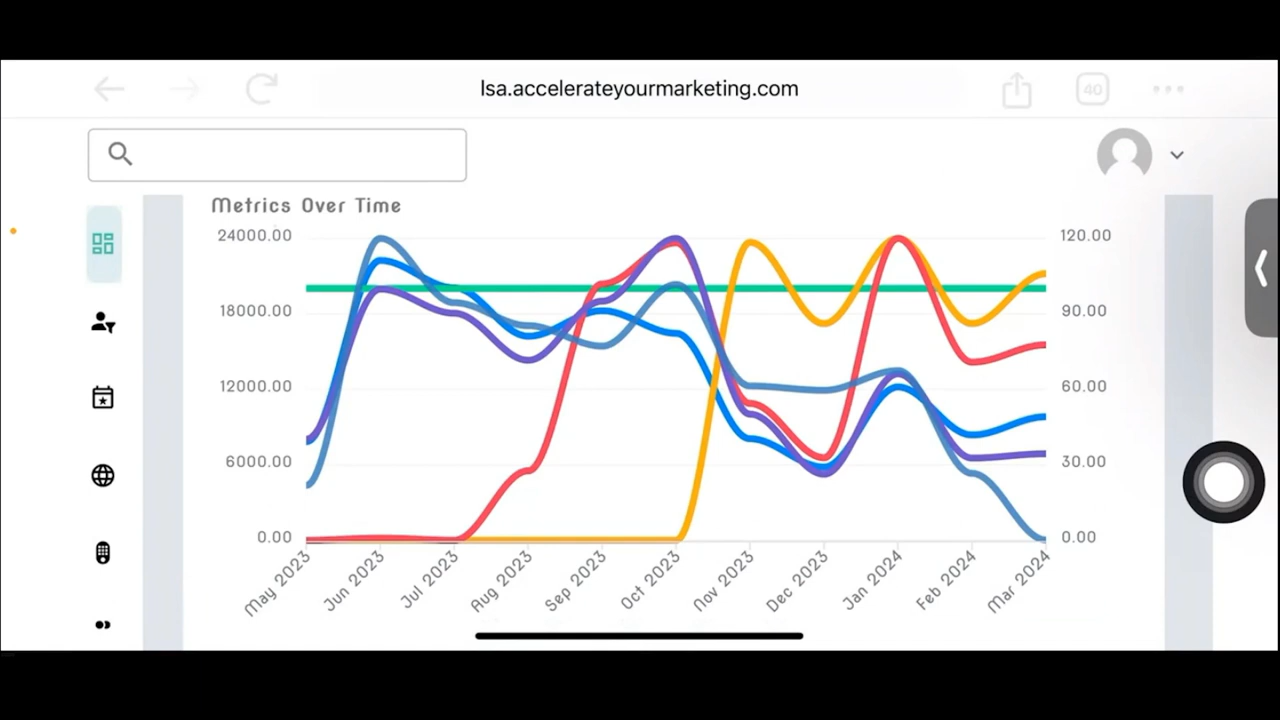 lsa.accelerateyourmarketing.com
40
Metrics Over Time
24000.00
120.00
18000.00
90.00
12000.00
60.00
6000.00
30.00
0.00
0.00
May 2023
Jun 2023
Jul 2023
Aug 2023
Sep 2023
Oct 2023
Nov 2023
Dec 2023
Jan 2024
Feb 2024
Mar 2024